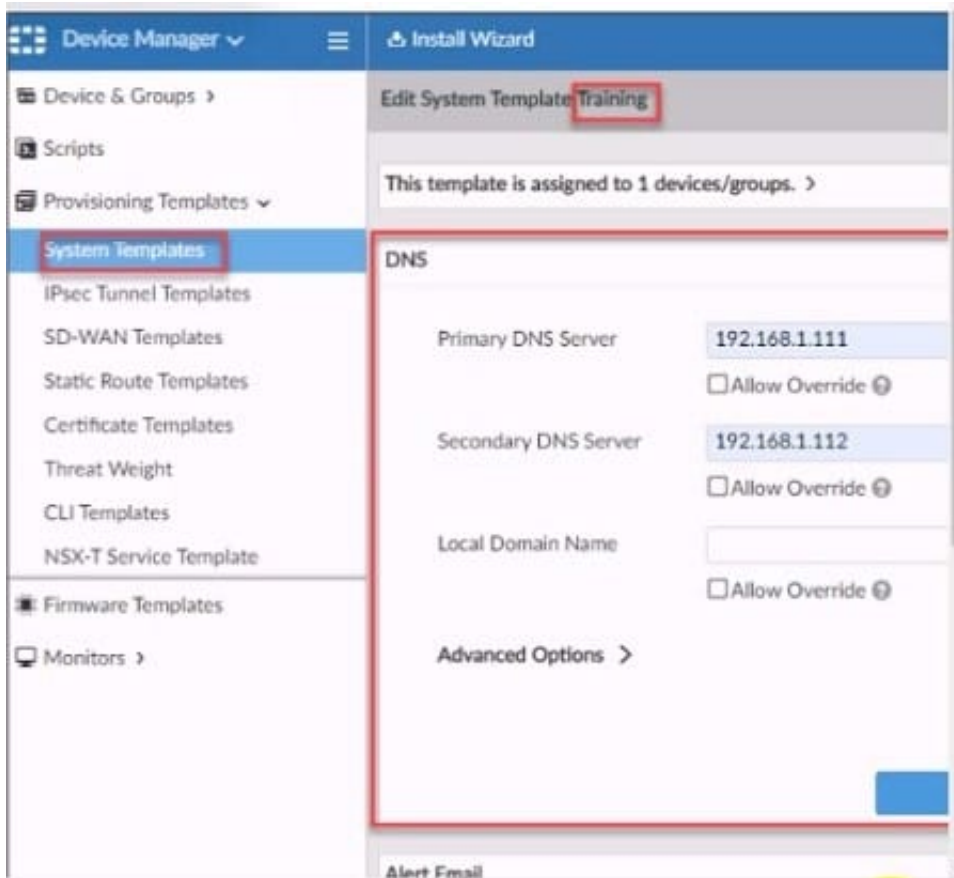 Device Manager
Install Wizard
Device & Groups
Scripts
Provisioning Templates
System Templates
IPsec Tunnel Templates
SD-WAN Templates
Static Route Templates
Certificate Templates
Threat Weight
CLI Templates
NSX-T Service Template
Firmware Templates
Monitors
Edit System Template Training
This template is assigned to 1 devices/groups. >
DNS
Primary DNS Server 192.168.1.111
Allow Override
Secondary DNS Server 192.168.1.112
Allow Override
Local Domain Name
Allow Override
Advanced Options >
Alert Email